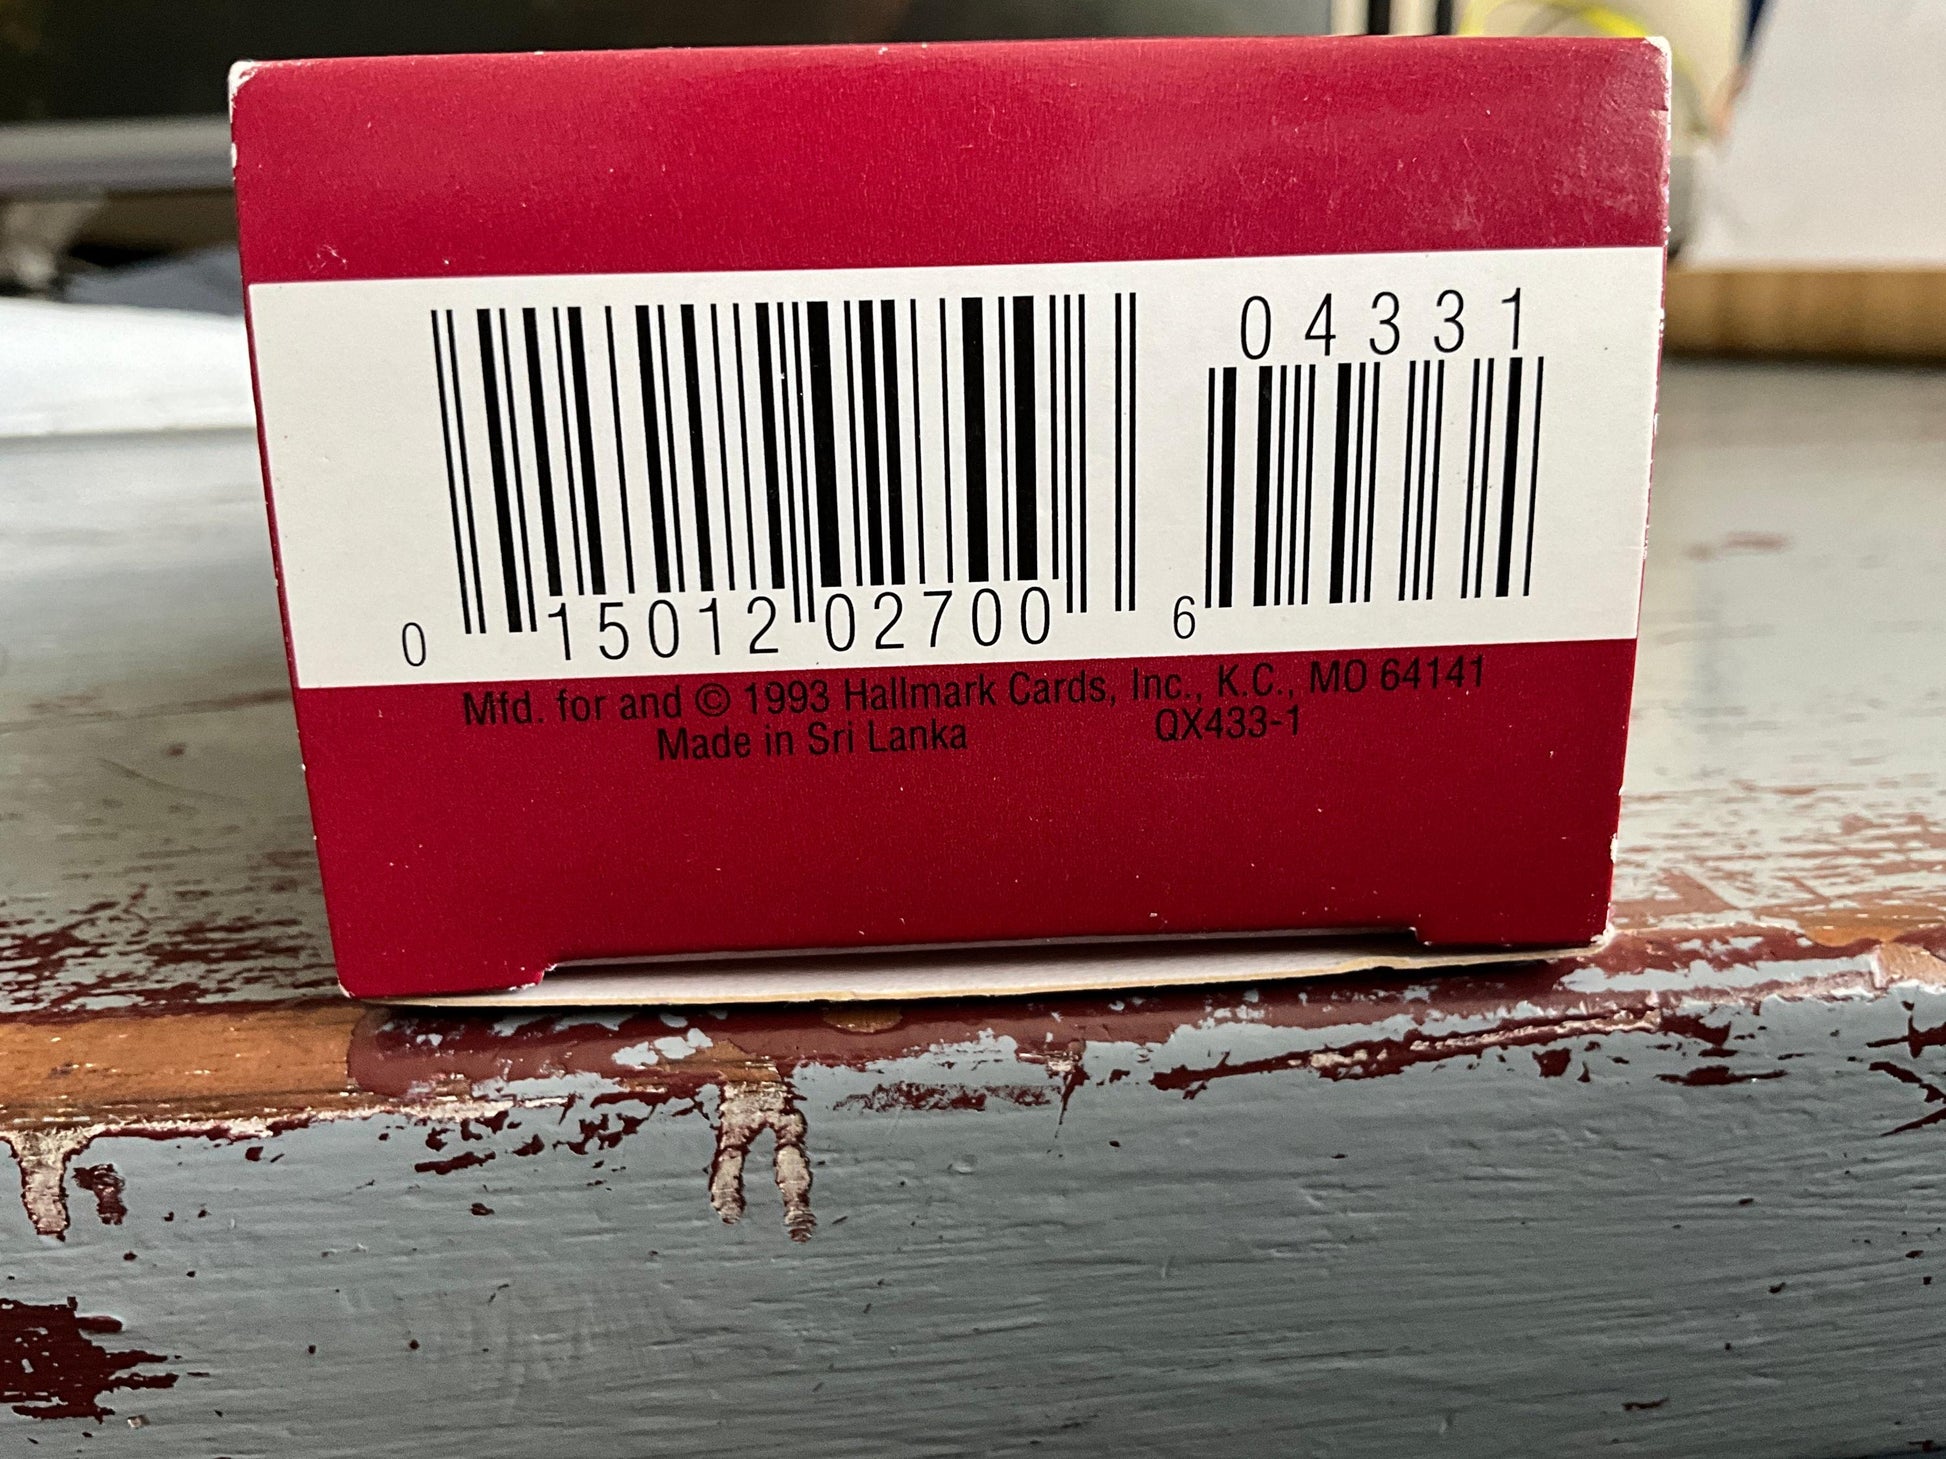 04331
0 15012 02700 6
Mfd. for and © 1993 Hallmark Cards, Inc., K.C., MO 64141
Made in Sri Lanka QX433-1